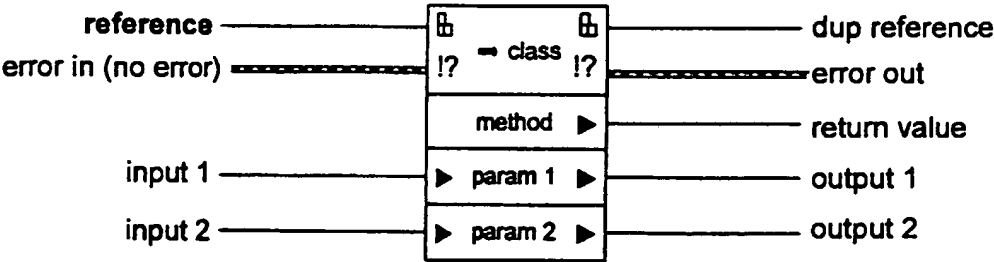 reference
dup reference
error in (no error)
!?
class
!?
error out
method
return value
input 1
param 1
output 1
input 2
param 2
output 2